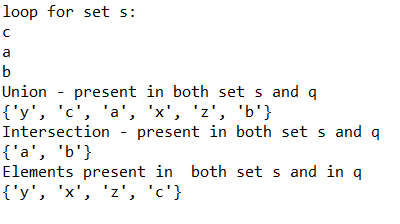 loop for set s:
c
a
b
Union - present in both set s and q
{'y', 'c', 'a', 'x', 'z', 'b'}
Intersection - present in both set s and q
{'a', 'b'}
Elements present in  both set s and in q
{'y', 'x', 'z', 'c'}